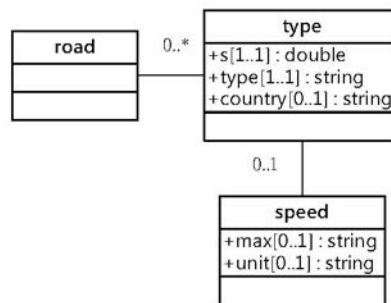 type
road
0..*
+s[1..1] : double
+type[1..1] : string
+country[0..1] : string
0..1
speed
+max[0..1] : string
+unit[0..1] : string